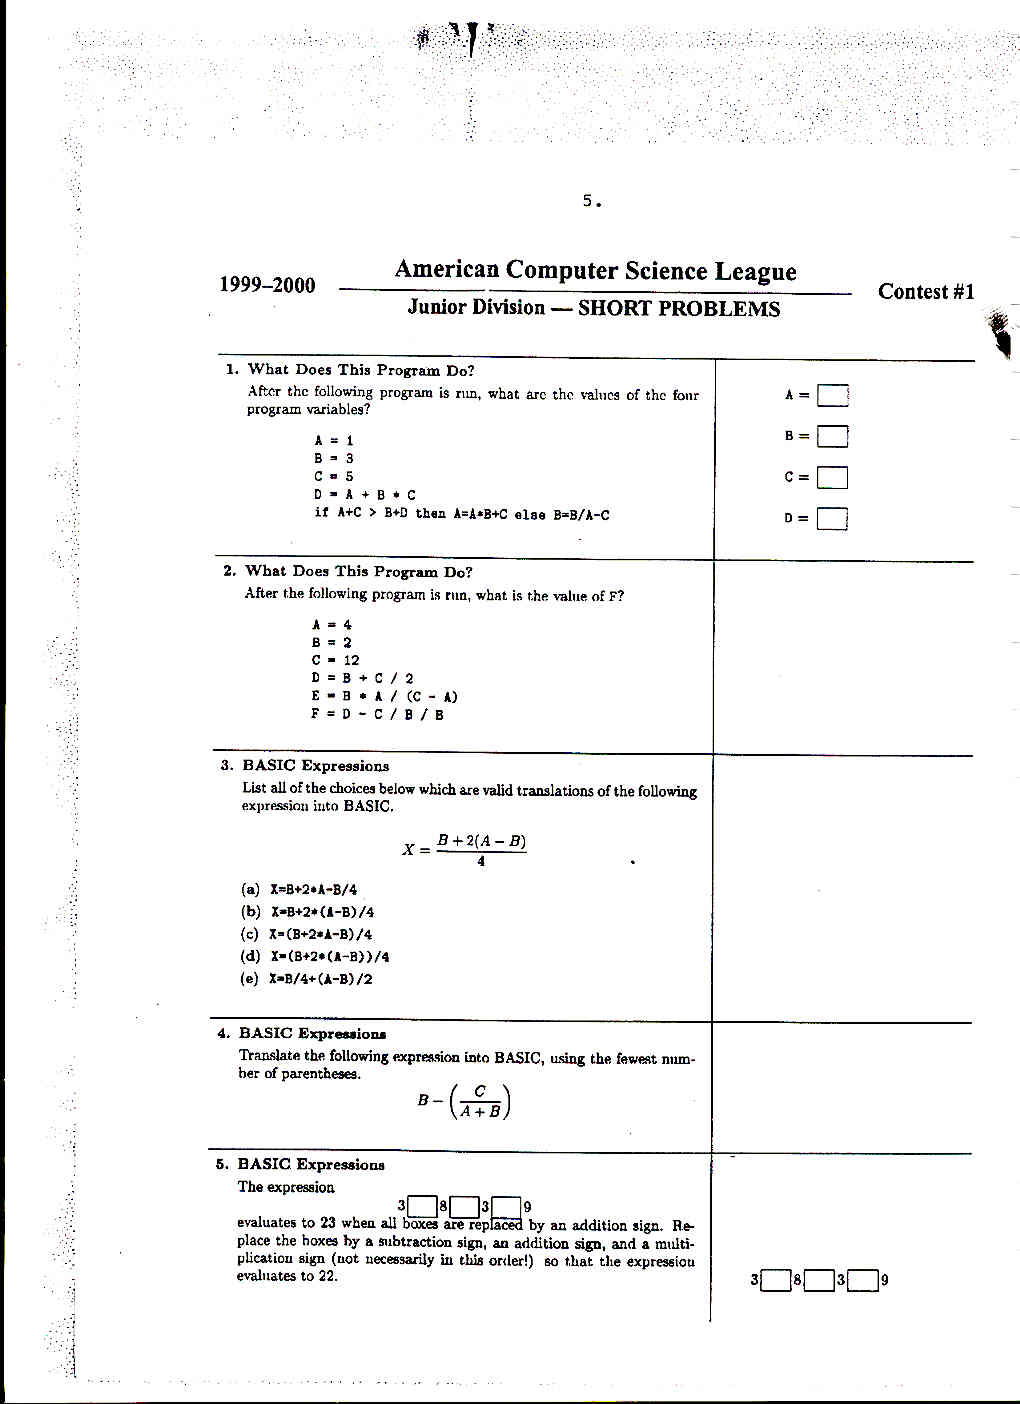 5.
American Computer Science League
1999–2000
Contest #1
Junior Division — SHORT PROBLEMS
1. What Does This Program Do?
After the following program is run, what are the values of the four
program variables?
A = 1
B = 3
C = 5
D = A + B * C
if A+C > B+D then A=A*B+C else B=B/A-C
A =
B =
C =
D =
2. What Does This Program Do?
After the following program is run, what is the value of F?
A = 4
B = 2
C = 12
D = B + C / 2
E = B * A / (C - A)
F = D - C / B / B
3. BASIC Expressions
List all of the choices below which are valid translations of the following
expression into BASIC.
X = B + 2(A − B)
4
(a) X=B+2*A-B/4
(b) X=B+2*(A-B)/4
(c) X=(B+2*A-B)/4
(d) X=(B+2*(A-B))/4
(e) X=B/4+(A-B)/2
4. BASIC Expressions
Translate the following expression into BASIC, using the fewest num-
ber of parentheses.
B − ( C
A + B )
5. BASIC Expressions
The expression
3 8 3 9
evaluates to 23 when all boxes are replaced by an addition sign. Re-
place the boxes by a subtraction sign, an addition sign, and a multi-
plication sign (not necessarily in this order!) so that the expression
evaluates to 22.
3 8 3 9